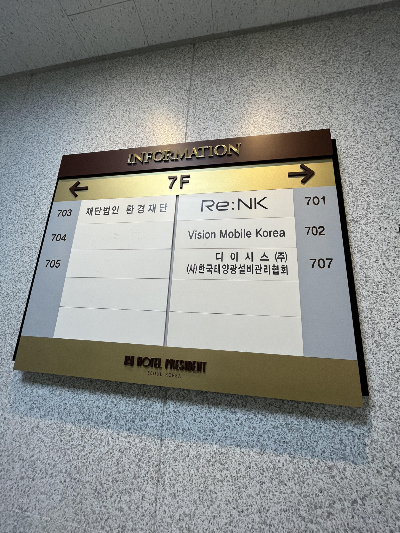 INFORMATION
← 7F →
703 재단법인 환경재단 Re:NK 701
704 Vision Mobile Korea 702
705 디이시스 (주) 707
(사)한국태양광설비관리협회
HOTEL PRESIDENT